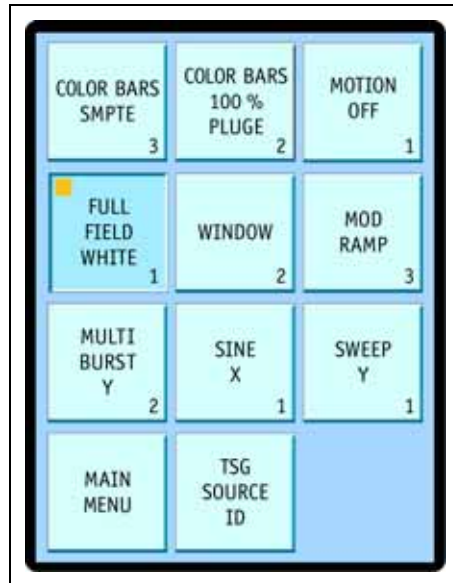 COLOR BARS
SMPTE
3
COLOR BARS
100 %
PLUGE
2
MOTION
OFF
1
FULL
FIELD
WHITE
1
WINDOW
2
MOD
RAMP
3
MULTI
BURST
Y
2
SINE
X
1
SWEEP
Y
1
MAIN
MENU
TSG
SOURCE
ID